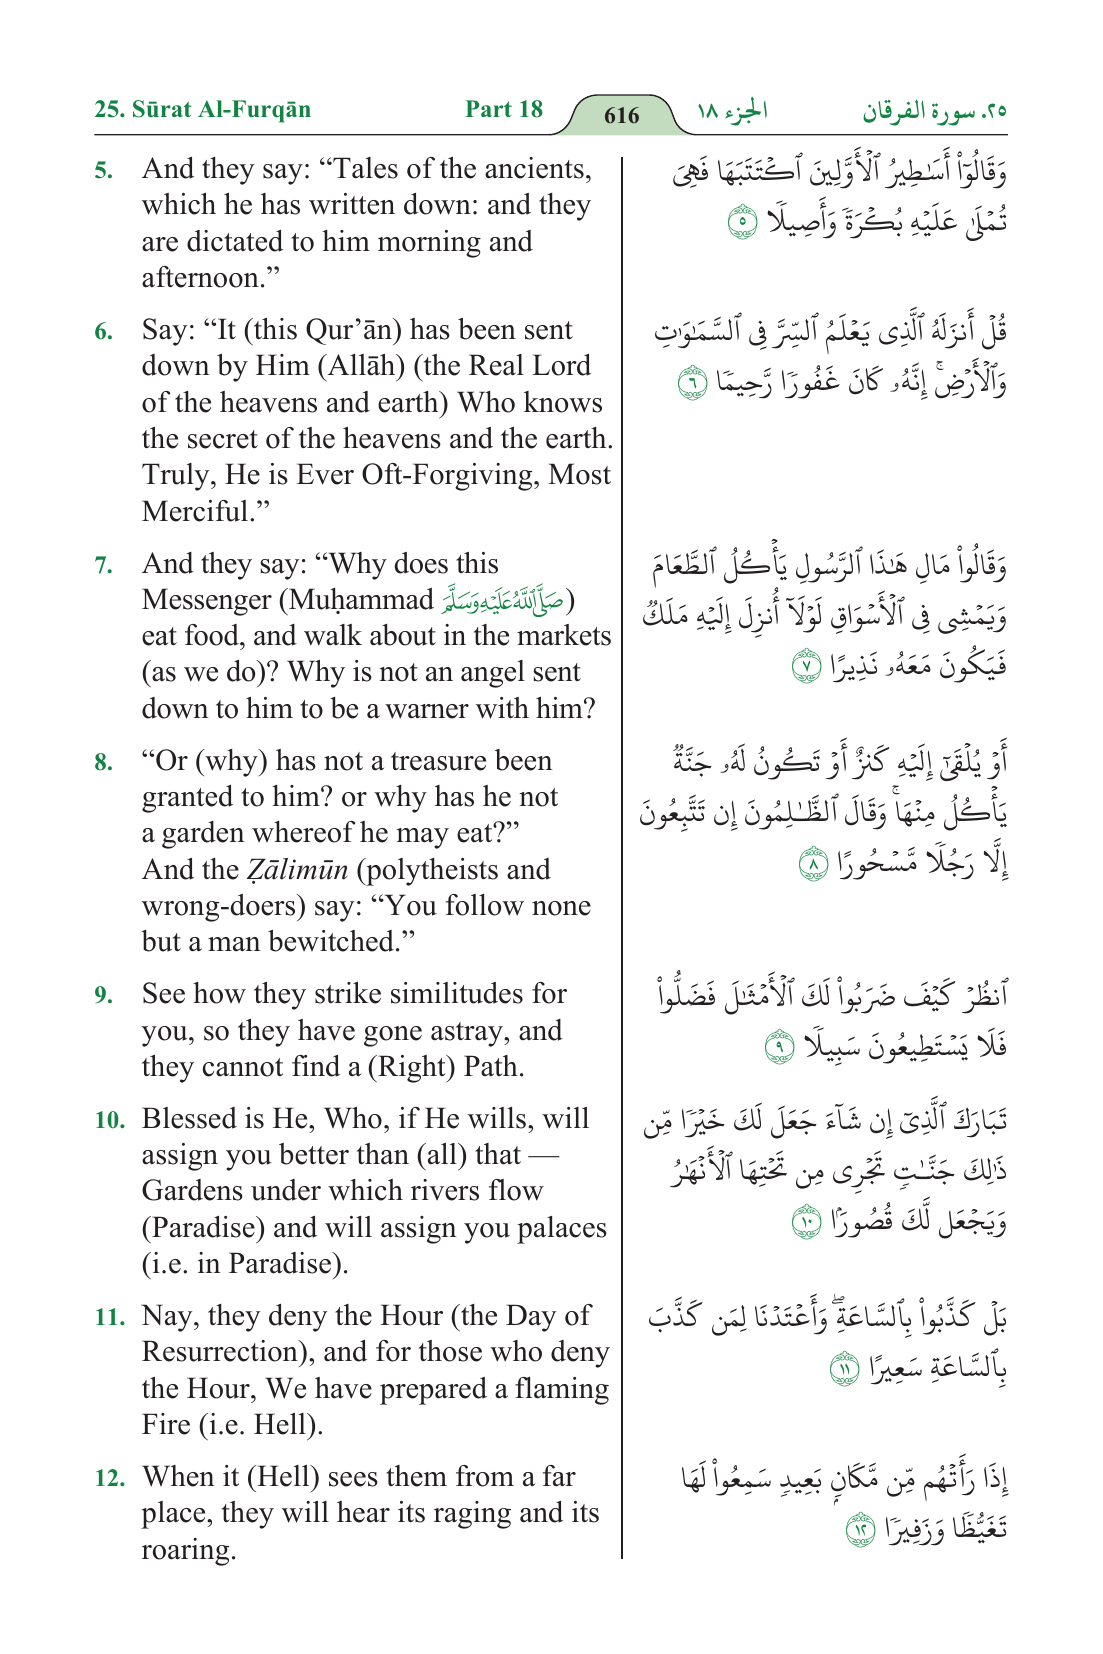 25. Sūrat Al-Furqān Part 18 616 الجزء ١٨ ٢٥. سورة الفرقان
5. And they say: “Tales of the ancients,
which he has written down: and they
are dictated to him morning and
afternoon.”
وَقَالُوٓا۟ أَسَـٰطِيرُ ٱلْأَوَّلِينَ ٱكْتَتَبَهَا فَهِىَ
تُمْلَىٰ عَلَيْهِ بُكْرَةً وَأَصِيلًا ٥
6. Say: “It (this Qur’ān) has been sent
down by Him (Allāh) (the Real Lord
of the heavens and earth) Who knows
the secret of the heavens and the earth.
Truly, He is Ever Oft-Forgiving, Most
Merciful.”
قُلْ أَنزَلَهُ ٱلَّذِى يَعْلَمُ ٱلسِّرَّ فِى ٱلسَّمَـٰوَٰتِ
وَٱلْأَرْضِ ۚ إِنَّهُۥ كَانَ غَفُورًا رَّحِيمًا ٦
7. And they say: “Why does this
Messenger (Muḥammad صَلَّى ٱللَّهُ عَلَيْهِ وَسَلَّمَ)
eat food, and walk about in the markets
(as we do)? Why is not an angel sent
down to him to be a warner with him?
وَقَالُوا۟ مَالِ هَـٰذَا ٱلرَّسُولِ يَأْكُلُ ٱلطَّعَامَ
وَيَمْشِى فِى ٱلْأَسْوَاقِ لَوْلَآ أُنزِلَ إِلَيْهِ مَلَكٌ
فَيَكُونَ مَعَهُۥ نَذِيرًا ٧
8. “Or (why) has not a treasure been
granted to him? or why has he not
a garden whereof he may eat?”
And the Ẓālimūn (polytheists and
wrong-doers) say: “You follow none
but a man bewitched.”
أَوْ يُلْقَىٰٓ إِلَيْهِ كَنزٌ أَوْ تَكُونُ لَهُۥ جَنَّةٌ
يَأْكُلُ مِنْهَا ۚ وَقَالَ ٱلظَّـٰلِمُونَ إِن تَتَّبِعُونَ
إِلَّا رَجُلًا مَّسْحُورًا ٨
9. See how they strike similitudes for
you, so they have gone astray, and
they cannot find a (Right) Path.
ٱنظُرْ كَيْفَ ضَرَبُوا۟ لَكَ ٱلْأَمْثَـٰلَ فَضَلُّوا۟
فَلَا يَسْتَطِيعُونَ سَبِيلًا ٩
10. Blessed is He, Who, if He wills, will
assign you better than (all) that —
Gardens under which rivers flow
(Paradise) and will assign you palaces
(i.e. in Paradise).
تَبَارَكَ ٱلَّذِىٓ إِن شَآءَ جَعَلَ لَكَ خَيْرًا مِّن
ذَٰلِكَ جَنَّـٰتٍ تَجْرِى مِن تَحْتِهَا ٱلْأَنْهَـٰرُ
وَيَجْعَل لَّكَ قُصُورًۢا ١٠
11. Nay, they deny the Hour (the Day of
Resurrection), and for those who deny
the Hour, We have prepared a flaming
Fire (i.e. Hell).
بَلْ كَذَّبُوا۟ بِٱلسَّاعَةِ ۖ وَأَعْتَدْنَا لِمَن كَذَّبَ
بِٱلسَّاعَةِ سَعِيرًا ١١
12. When it (Hell) sees them from a far
place, they will hear its raging and its
roaring.
إِذَا رَأَتْهُم مِّن مَّكَانٍۭ بَعِيدٍ سَمِعُوا۟ لَهَا
تَغَيُّظًا وَزَفِيرًا ١٢